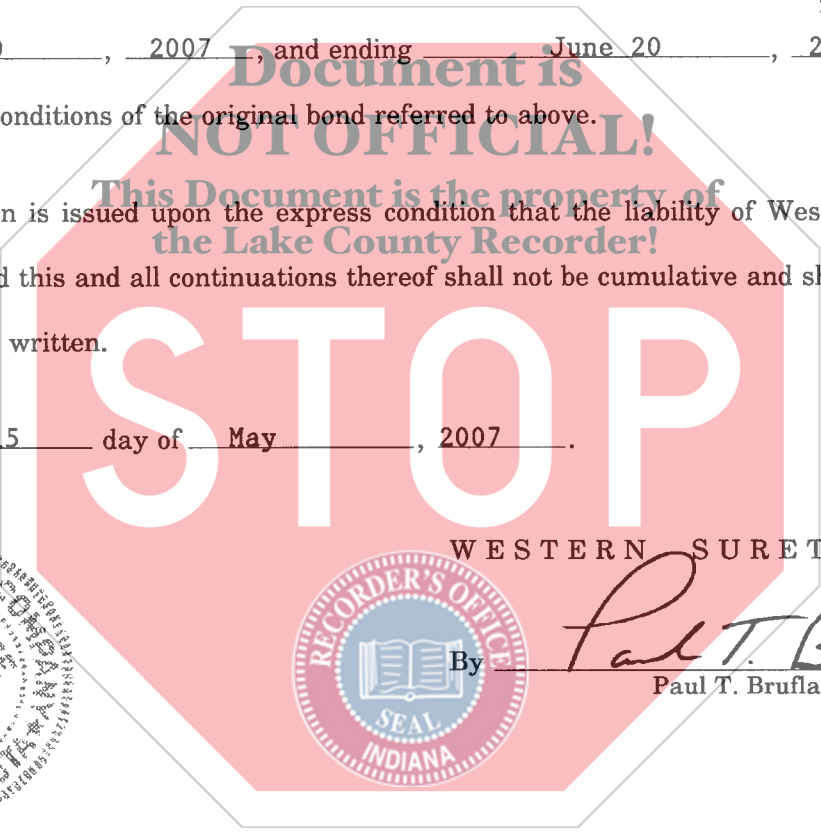 , 2007 , and ending June 20 , 2
Document is
onditions of the original bond referred to above.
NOT OFFICIAL!
This Document is the property of
n is issued upon the express condition that the liability of Wes
the Lake County Recorder!
d this and all continuations thereof shall not be cumulative and sh
written.
STOP
5 day of May , 2007 .
WESTERN SURET
RECORDER'S OFFICE
SEAL
INDIANA
By Paul T. B
Paul T. Brufla